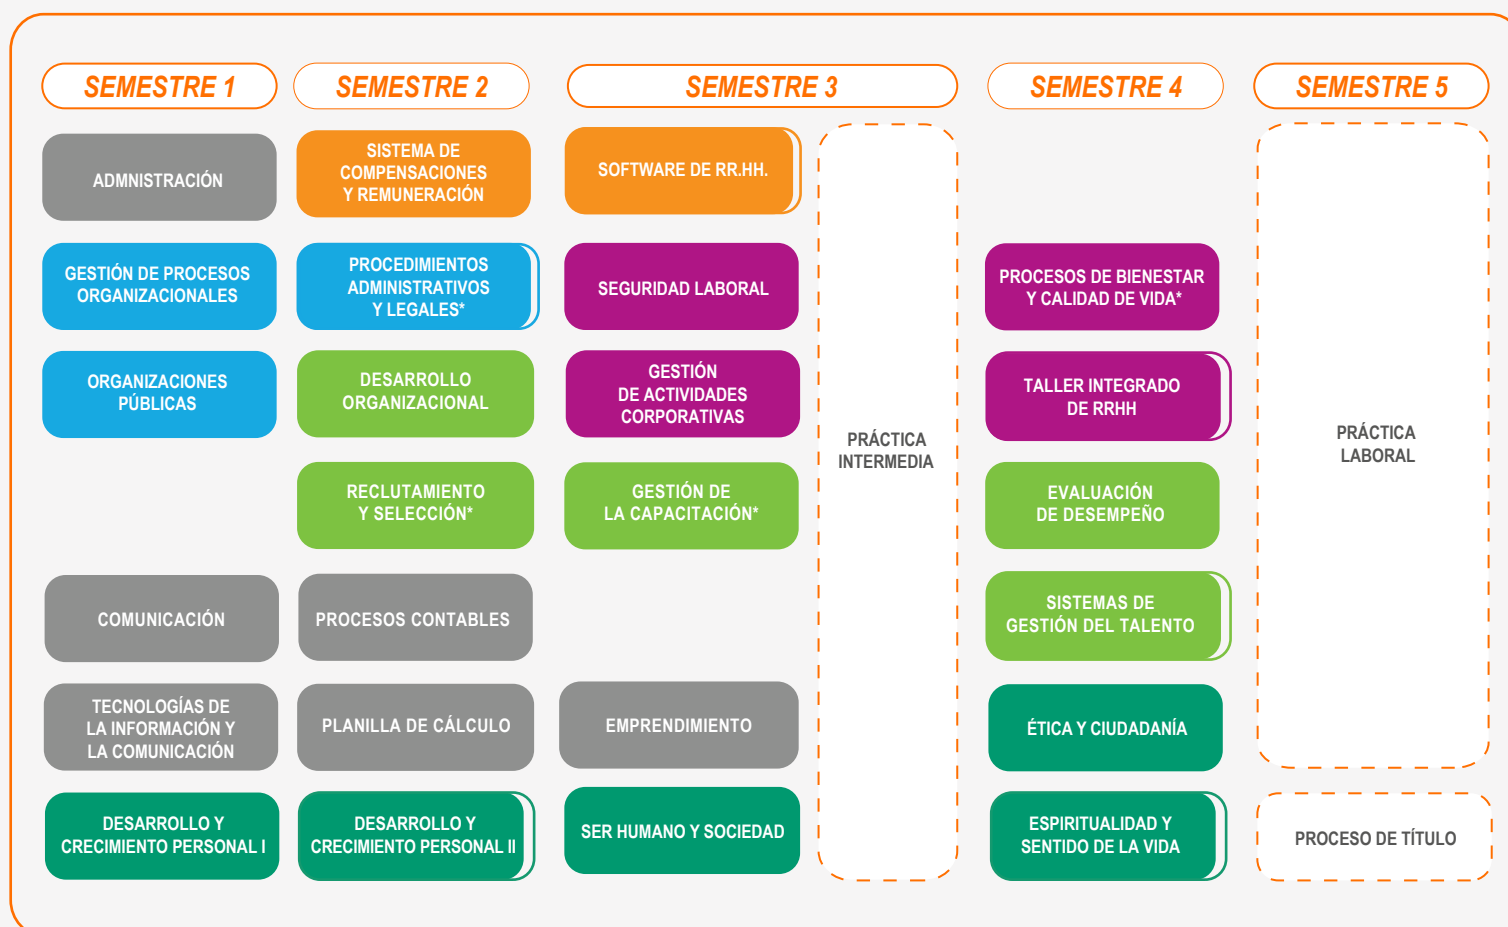 SEMESTRE 1
SEMESTRE 2
SEMESTRE 3
SEMESTRE 4
SEMESTRE 5
ADMNISTRACIÓN
GESTIÓN DE PROCESOS
ORGANIZACIONALES
ORGANIZACIONES
PÚBLICAS
COMUNICACIÓN
TECNOLOGÍAS DE
LA INFORMACIÓN Y
LA COMUNICACIÓN
DESARROLLO Y
CRECIMIENTO PERSONAL I
SISTEMA DE
COMPENSACIONES
Y REMUNERACIÓN
PROCEDIMIENTOS
ADMINISTRATIVOS
Y LEGALES*
DESARROLLO
ORGANIZACIONAL
RECLUTAMIENTO
Y SELECCIÓN*
PROCESOS CONTABLES
PLANILLA DE CÁLCULO
DESARROLLO Y
CRECIMIENTO PERSONAL II
SOFTWARE DE RR.HH.
SEGURIDAD LABORAL
GESTIÓN
DE ACTIVIDADES
CORPORATIVAS
GESTIÓN DE
LA CAPACITACIÓN*
EMPRENDIMIENTO
SER HUMANO Y SOCIEDAD
PRÁCTICA
INTERMEDIA
PROCESOS DE BIENESTAR
Y CALIDAD DE VIDA*
TALLER INTEGRADO
DE RRHH
EVALUACIÓN
DE DESEMPEÑO
SISTEMAS DE
GESTIÓN DEL TALENTO
ÉTICA Y CIUDADANÍA
ESPIRITUALIDAD Y
SENTIDO DE LA VIDA
PRÁCTICA
LABORAL
PROCESO DE TÍTULO